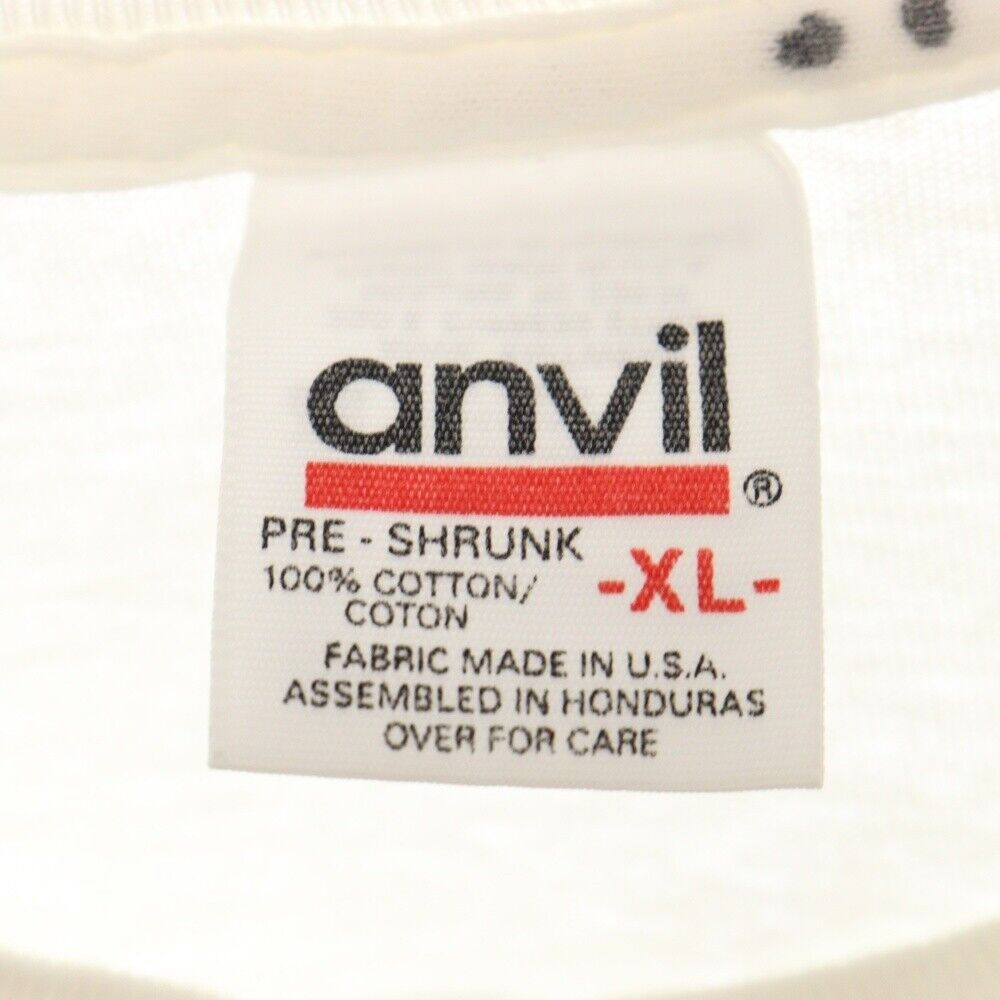 anvil
®
PRE - SHRUNK
-XL-
100% COTTON/
COTON
FABRIC MADE IN U.S.A.
ASSEMBLED IN HONDURAS
OVER FOR CARE